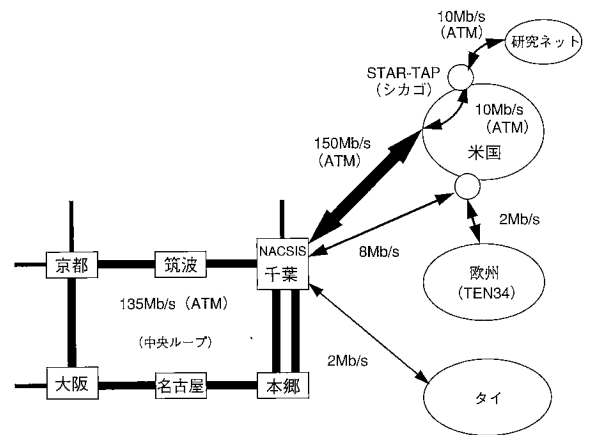 10Mb/s
(ATM)
研究ネット
STAR-TAP
(シカゴ)
10Mb/s
(ATM)
米国
150Mb/s
(ATM)
2Mb/s
8Mb/s
欧州
(TEN34)
NACSIS
千葉
京都
筑波
135Mb/s(ATM)
(中央ループ)
2Mb/s
タイ
大阪
名古屋
本郷